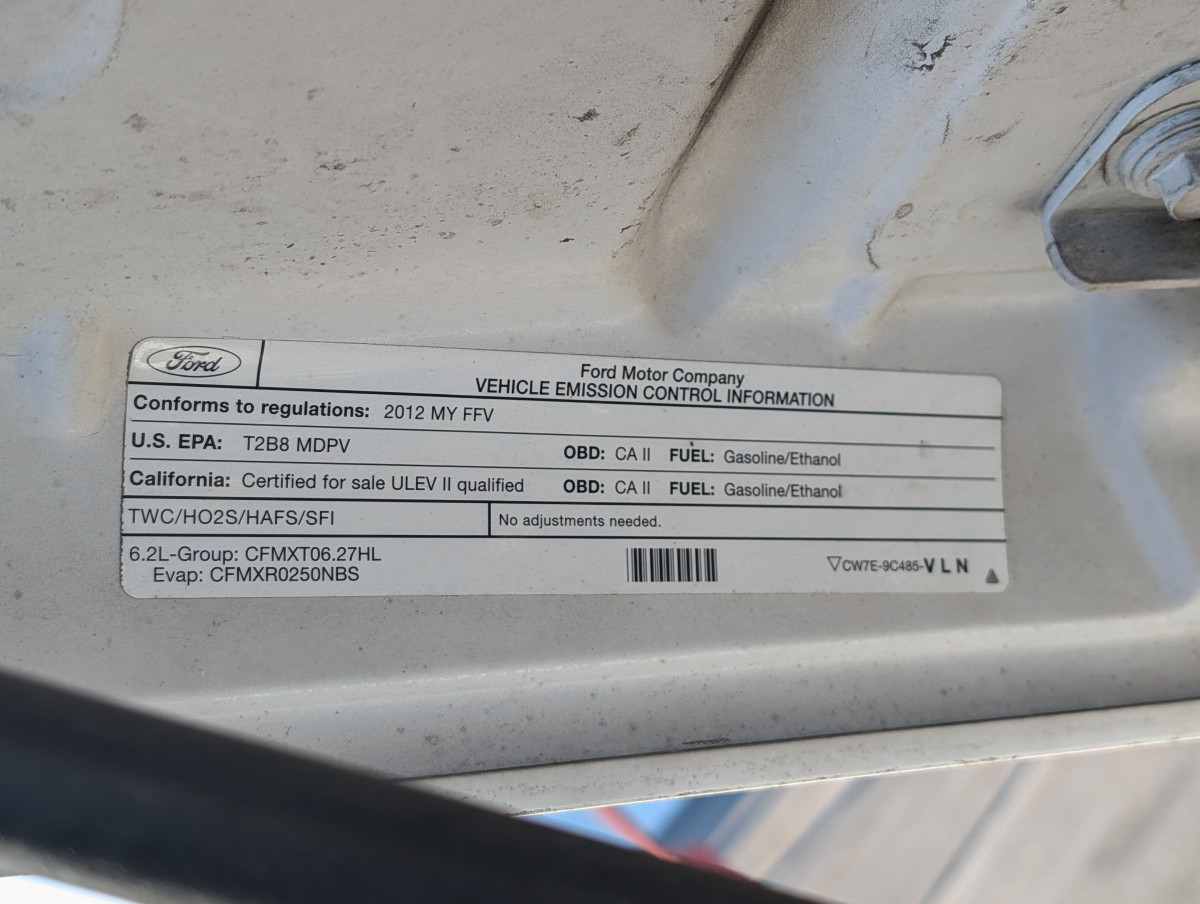 Ford
Ford Motor Company
VEHICLE EMISSION CONTROL INFORMATION
Conforms to regulations: 2012 MY FFV
U.S. EPA: T2B8 MDPV OBD: CA II FUEL: Gasoline/Ethanol
California: Certified for sale ULEV II qualified OBD: CA II FUEL: Gasoline/Ethanol
TWC/HO2S/HAFS/SFI No adjustments needed.
6.2L-Group: CFMXT06.27HL
Evap: CFMXR0250NBS
▽CW7E-9C485-VLN